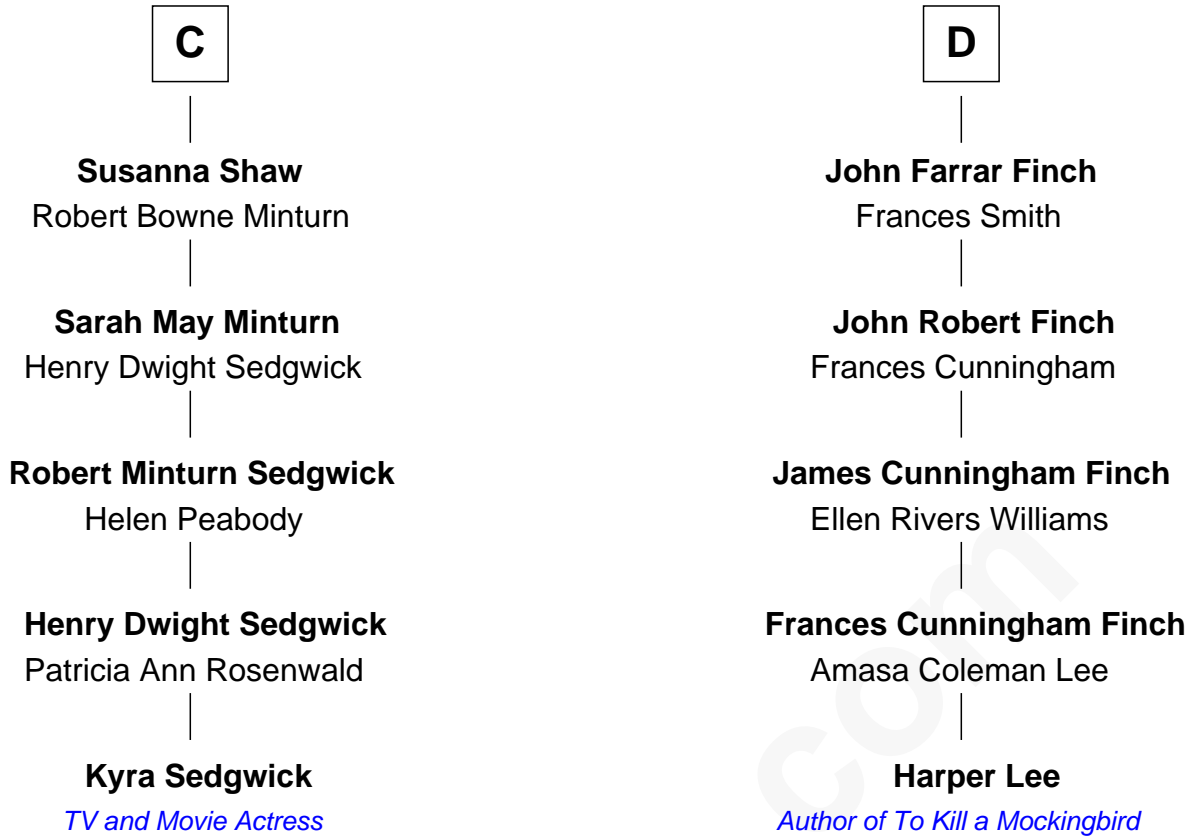 C
Susanna Shaw
Robert Bowne Minturn
Sarah May Minturn
Henry Dwight Sedgwick
Robert Minturn Sedgwick
Helen Peabody
Henry Dwight Sedgwick
Patricia Ann Rosenwald
Kyra Sedgwick
TV and Movie Actress
D
John Farrar Finch
Frances Smith
John Robert Finch
Frances Cunningham
James Cunningham Finch
Ellen Rivers Williams
Frances Cunningham Finch
Amasa Coleman Lee
Harper Lee
Author of To Kill a Mockingbird
com